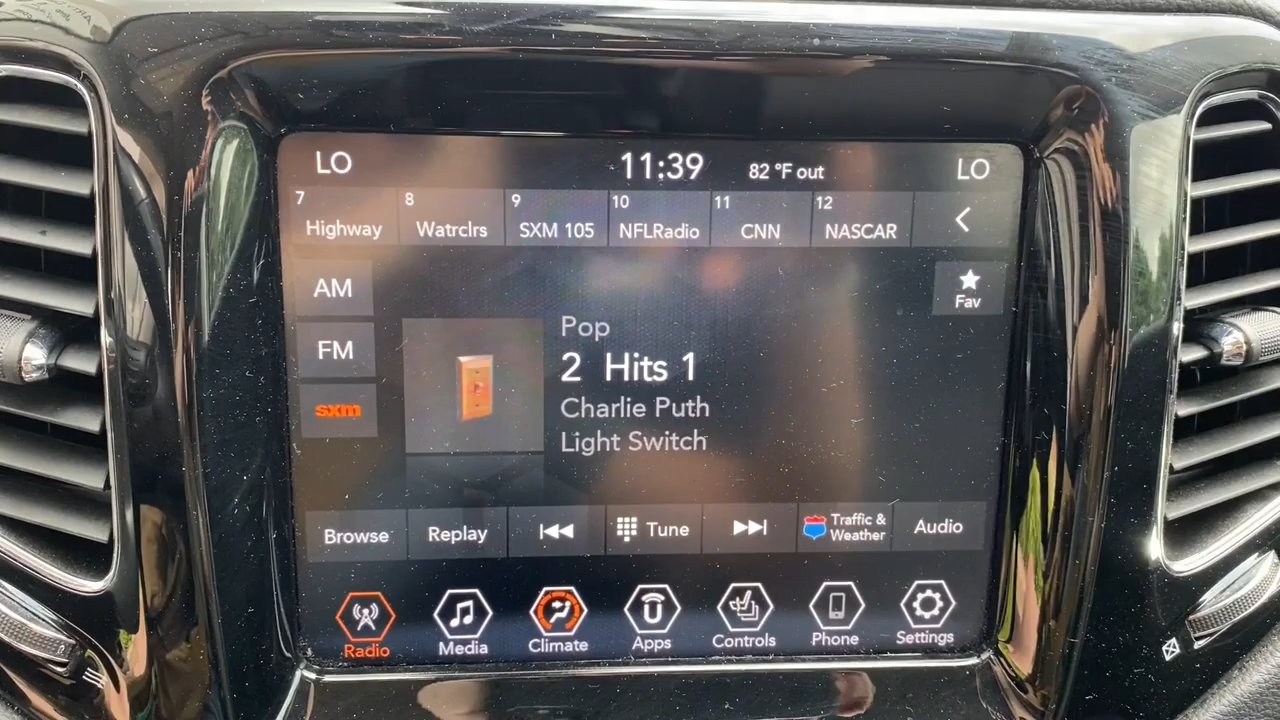 LO 11:39 82 °F out LO
7 8 9 10 11 12
Highway Watrclrs SXM 105 NFLRadio CNN NASCAR
AM
Fav
FM
sxm
Pop
2 Hits 1
Charlie Puth
Light Switch
Browse Replay Tune Traffic & Weather Audio
Radio Media Climate Apps Controls Phone Settings